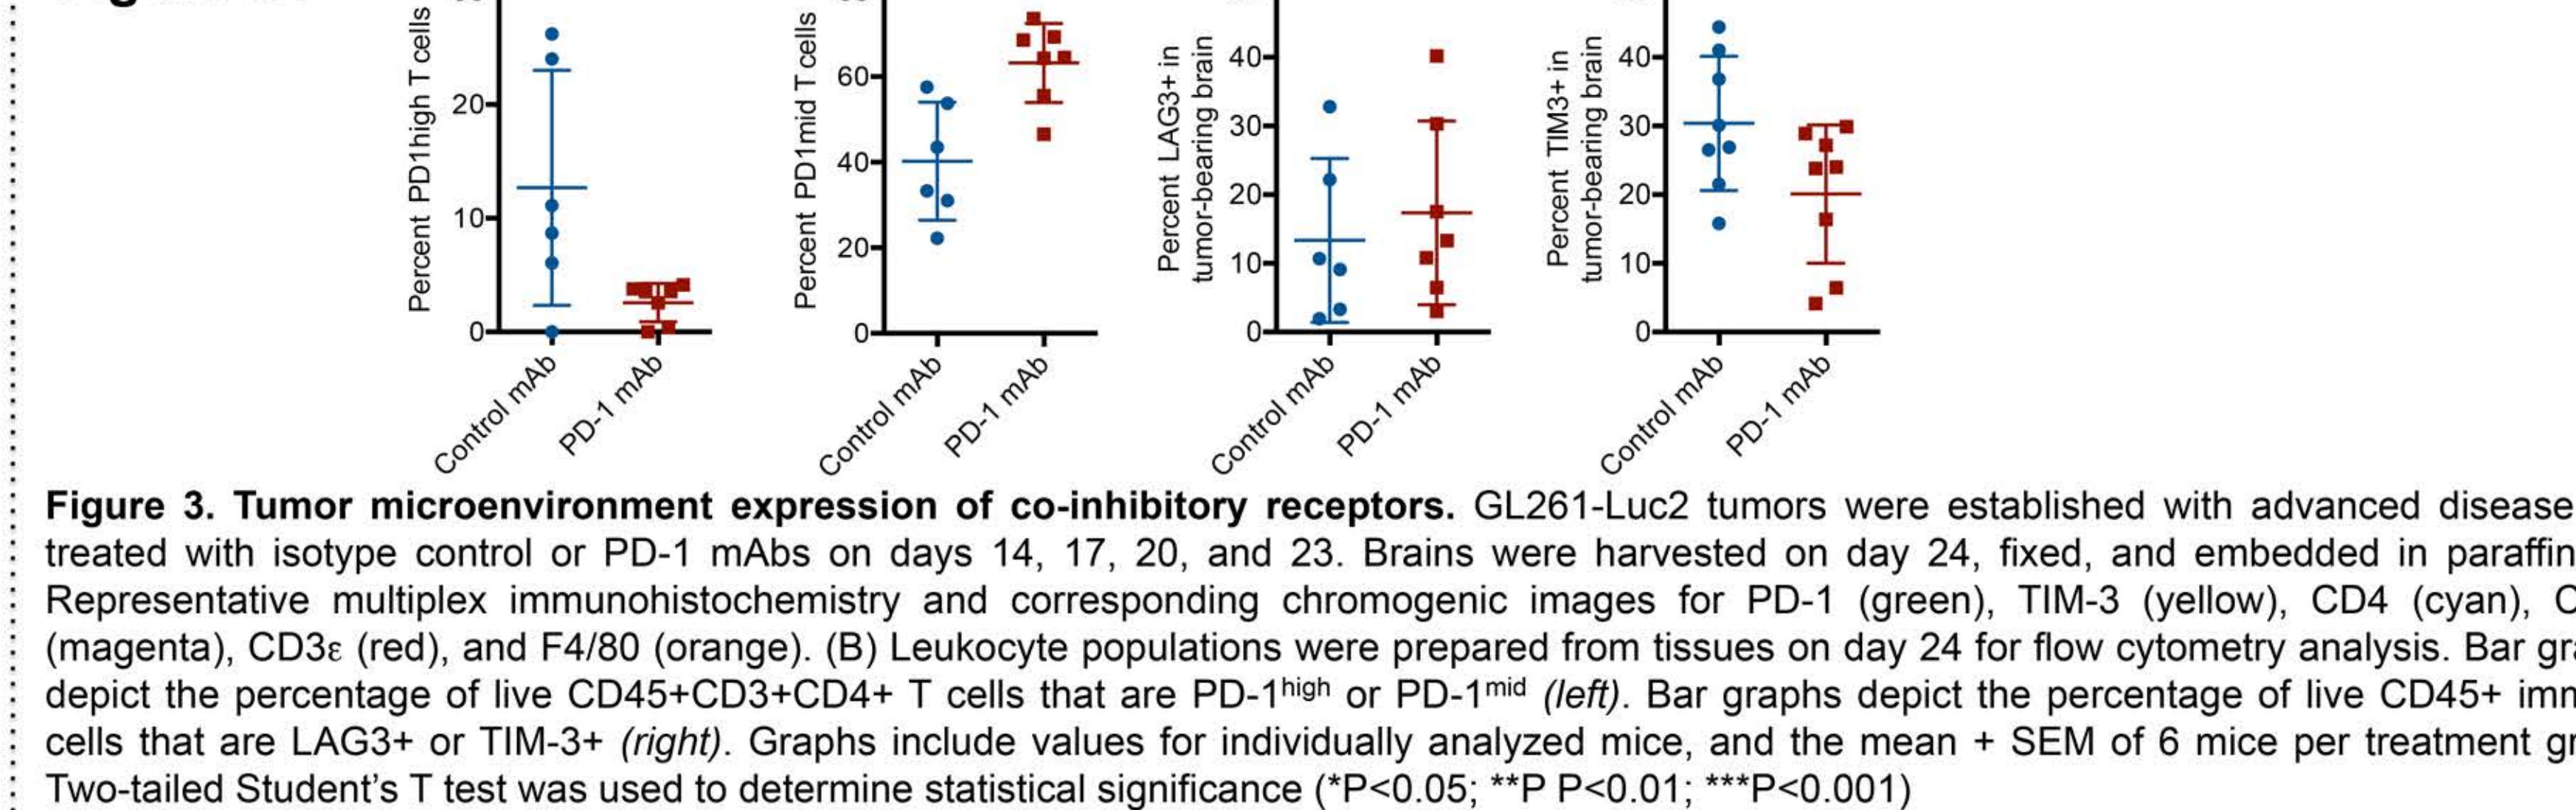 Percent PD1high T cells
20
10
0
Control mAb
PD-1 mAb
Percent PD1mid T cells
60
40
20
0
Control mAb
PD-1 mAb
Percent LAG3+ in
tumor-bearing brain
40
30
20
10
0
Control mAb
PD-1 mAb
Percent TIM3+ in
tumor-bearing brain
40
30
20
10
0
Control mAb
PD-1 mAb
Figure 3. Tumor microenvironment expression of co-inhibitory receptors. GL261-Luc2 tumors were established with advanced disease
treated with isotype control or PD-1 mAbs on days 14, 17, 20, and 23. Brains were harvested on day 24, fixed, and embedded in paraffin
Representative multiplex immunohistochemistry and corresponding chromogenic images for PD-1 (green), TIM-3 (yellow), CD4 (cyan),
(magenta), CD3ε (red), and F4/80 (orange). (B) Leukocyte populations were prepared from tissues on day 24 for flow cytometry analysis. Bar
depict the percentage of live CD45+CD3+CD4+ T cells that are PD-1high or PD-1mid (left). Bar graphs depict the percentage of live CD45+
cells that are LAG3+ or TIM-3+ (right). Graphs include values for individually analyzed mice, and the mean + SEM of 6 mice per treatment
Two-tailed Student’s T test was used to determine statistical significance (*P<0.05; **P P<0.01; ***P<0.001)